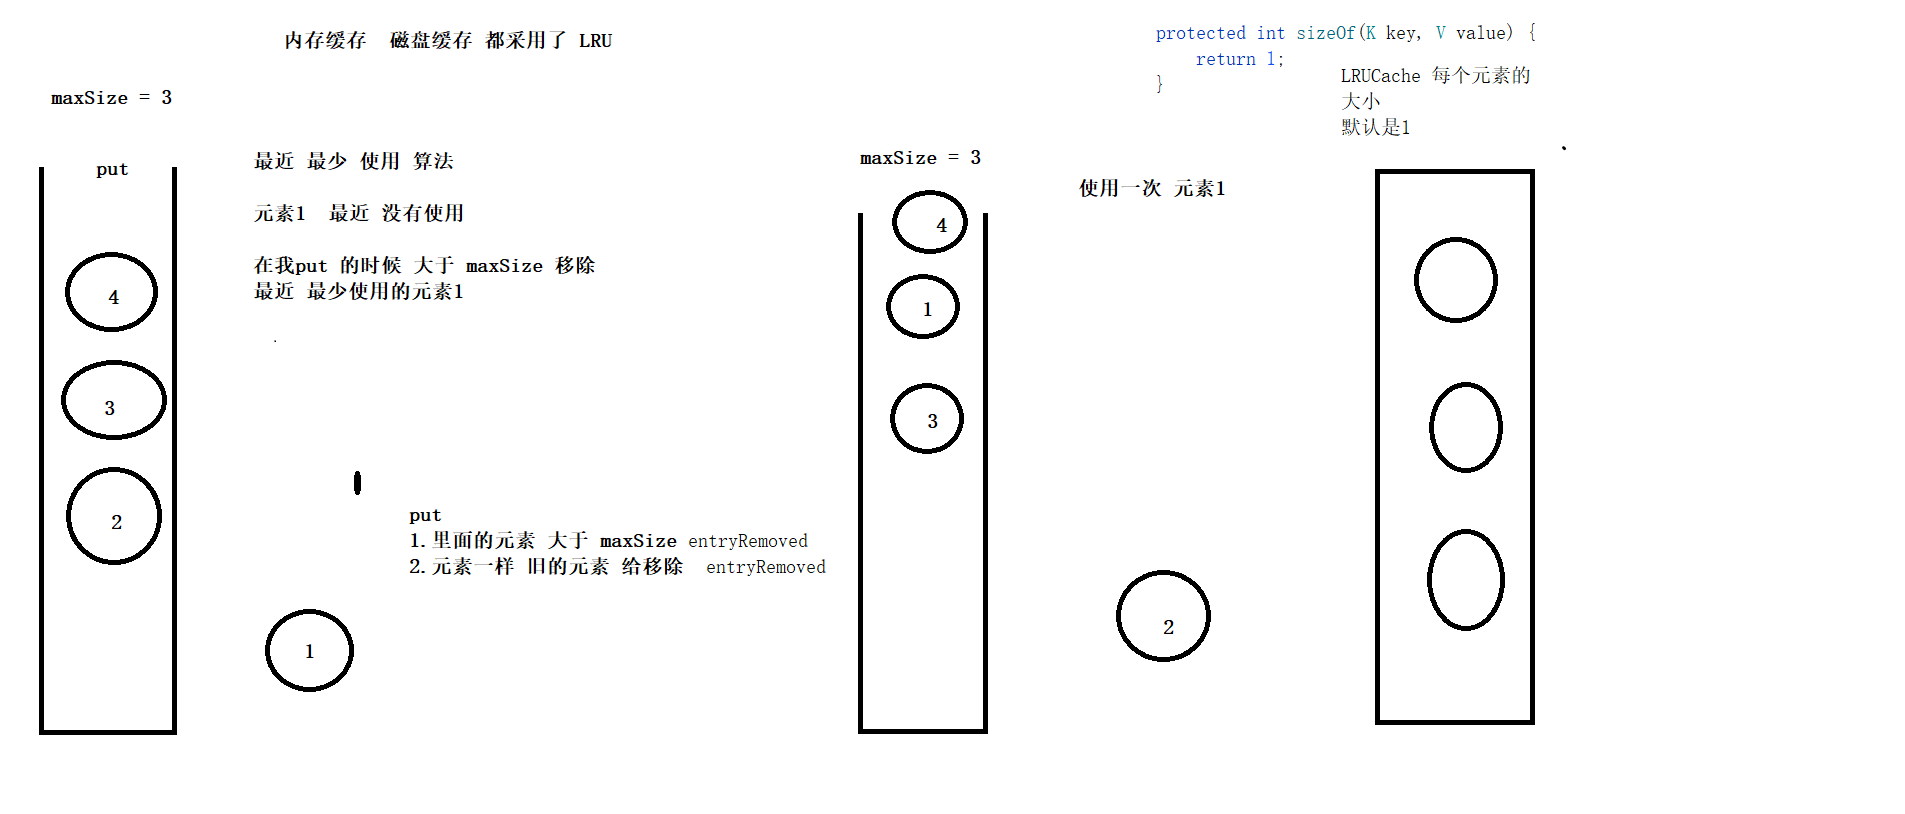 内存缓存  磁盘缓存 都采用了 LRU
maxSize = 3
put
4
3
2
最近 最少 使用 算法
元素1  最近 没有使用
在我put 的时候 大于 maxSize 移除
最近 最少使用的元素1
put
1.里面的元素 大于 maxSize entryRemoved
2.元素一样 旧的元素 给移除  entryRemoved
1
maxSize = 3
4
1
3
使用一次 元素1
2
protected int sizeOf(K key, V value) {
    return 1;
}
LRUCache 每个元素的
大小
默认是1